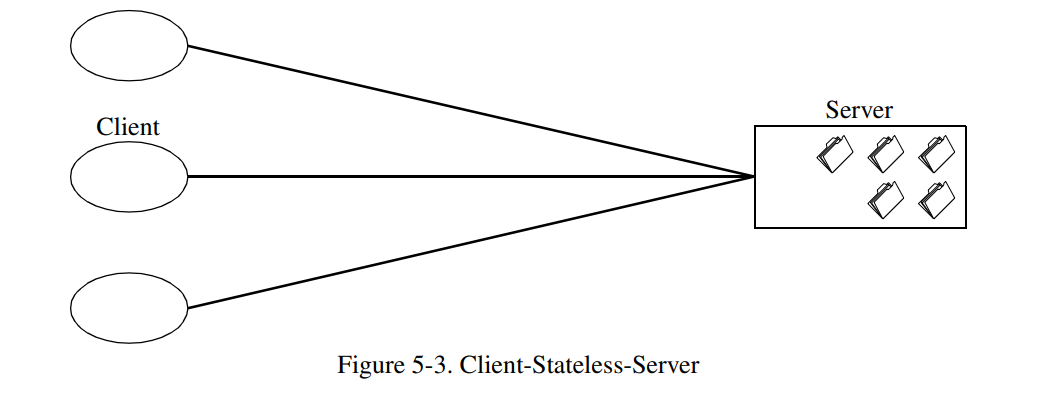 Client
Server
Figure 5-3. Client-Stateless-Server